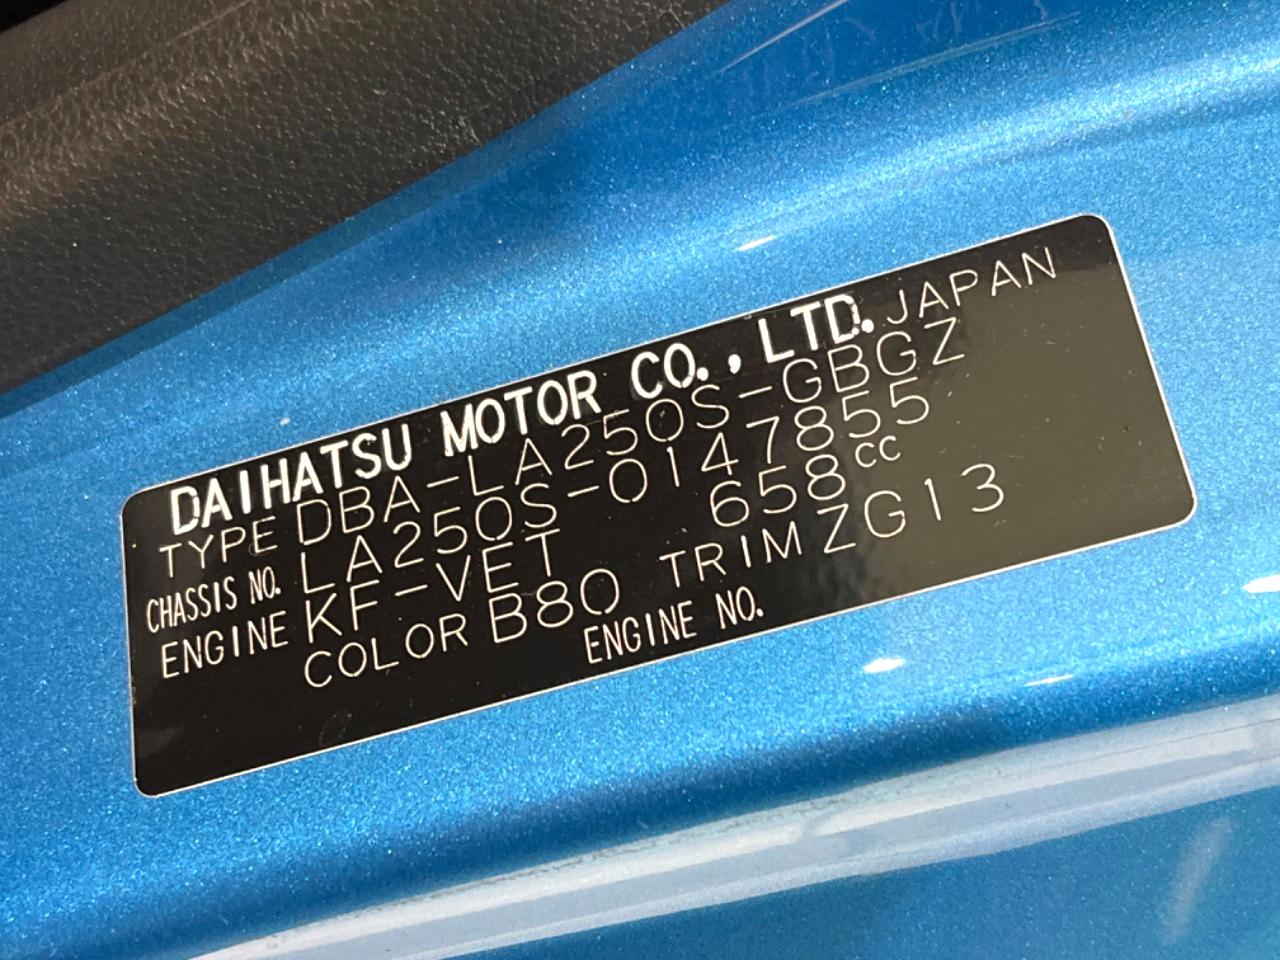 DAIHATSU MOTOR CO., LTD. JAPAN
TYPE DBA-LA250S-GBGZ
CHASSIS NO. LA250S-0147855
ENGINE KF-VET 658cc
COLOR B80 TRIM ZG13
ENGINE NO.